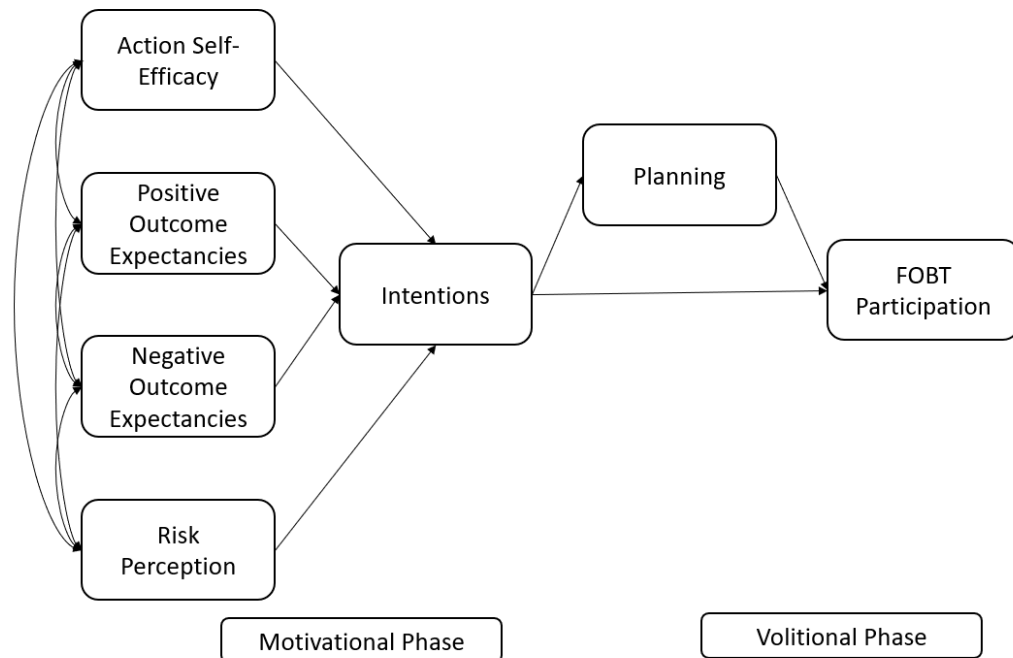 Action Self-
Efficacy
Positive
Outcome
Expectancies
Negative
Outcome
Expectancies
Risk
Perception
Intentions
Planning
FOBT
Participation
Motivational Phase
Volitional Phase